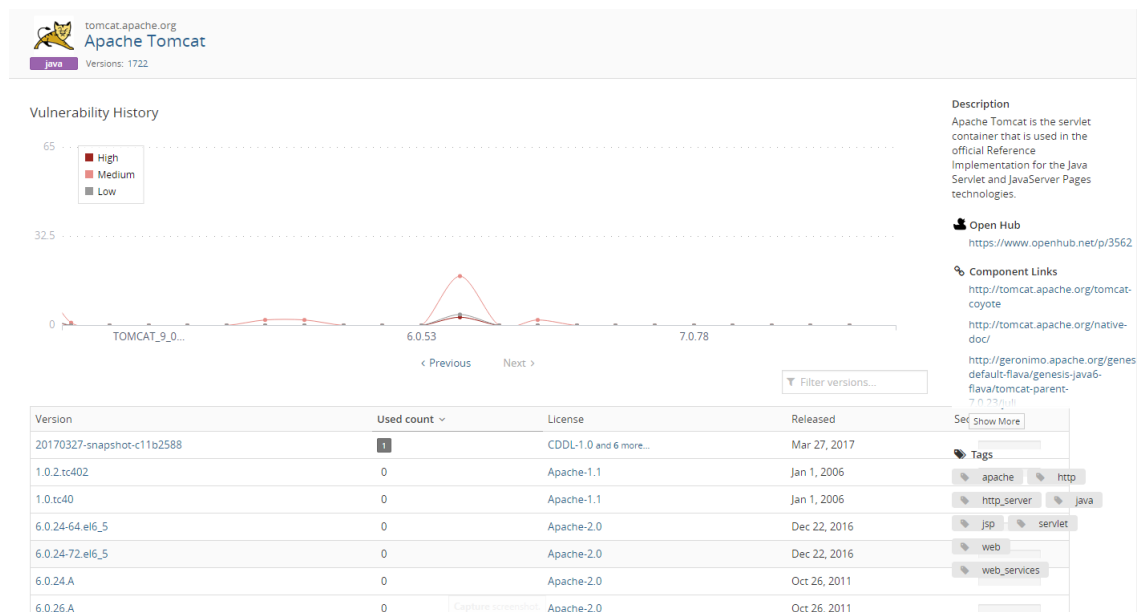 tomcat.apache.org
Apache Tomcat
java Versions: 1722
Vulnerability History
65
High
Medium
Low
32.5
0
TOMCAT_9_0... 6.0.53 7.0.78
< Previous Next >
Filter versions...
Version Used count License Released
20170327-snapshot-c11b2588 1 CDDL-1.0 and 6 more... Mar 27, 2017
1.0.2.tc402 0 Apache-1.1 Jan 1, 2006
1.0.tc40 0 Apache-1.1 Jan 1, 2006
6.0.24-64.el6_5 0 Apache-2.0 Dec 22, 2016
6.0.24-72.el6_5 0 Apache-2.0 Dec 22, 2016
6.0.24.A 0 Apache-2.0 Oct 26, 2011
6.0.26.A 0 Capture Apache-2.0 Oct 26, 2011
Description
Apache Tomcat is the servlet
container that is used in the
official Reference
Implementation for the Java
Servlet and JavaServer Pages
technologies.
Open Hub
https://www.openhub.net/p/3562
Component Links
http://tomcat.apache.org/tomcat-
coyote
http://tomcat.apache.org/native-
doc/
http://geronimo.apache.org/genes
default-flava/genesis-java6-
flava/tomcat-parent-
7.0.23/juli
Sec Show More
Tags
apache http
http_server java
jsp servlet
web
web_services